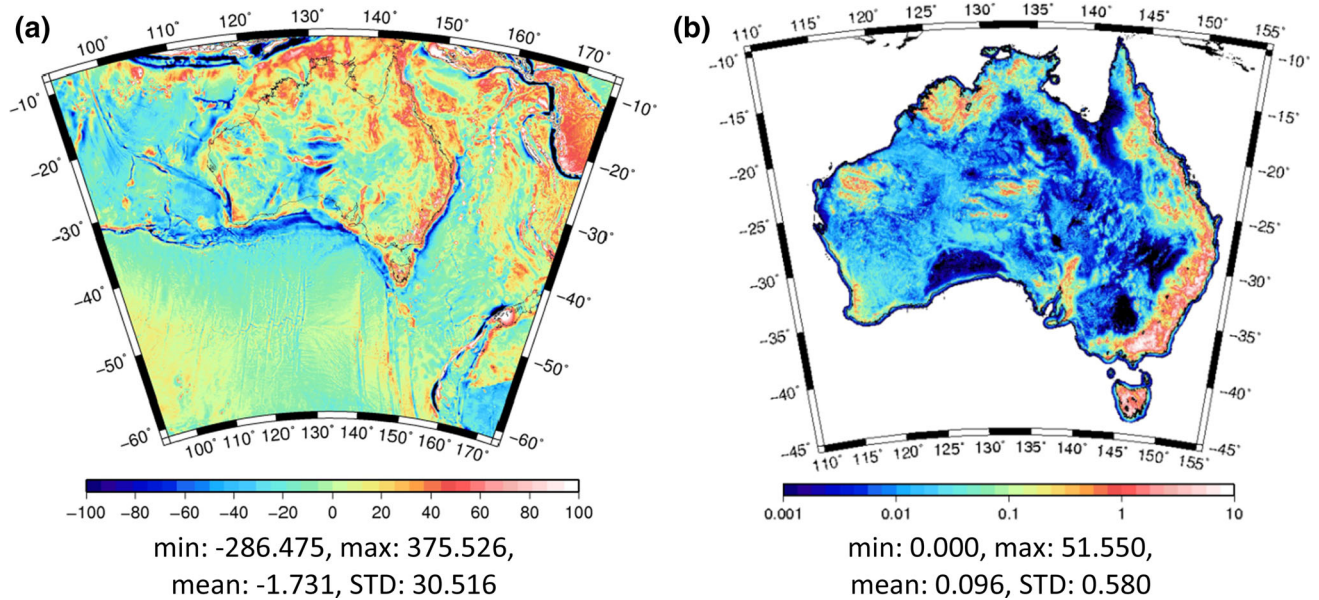 (a)
100° 110° 120° 130° 140° 150° 160° 170°
−10° −10°
−20° −20°
−30° −30°
−40° −40°
−50° −50°
−60° −60°
100° 110° 120° 130° 140° 150° 160° 170°
−100 −80 −60 −40 −20 0 20 40 60 80 100
min: -286.475, max: 375.526,
mean: -1.731, STD: 30.516
(b)
110° 115° 120° 125° 130° 135° 140° 145° 150° 155°
−10° −10°
−15° −15°
−20° −20°
−25° −25°
−30° −30°
−35° −35°
−40° −40°
−45° −45°
110° 115° 120° 125° 130° 135° 140° 145° 150° 155°
0.001 0.01 0.1 1 10
min: 0.000, max: 51.550,
mean: 0.096, STD: 0.580